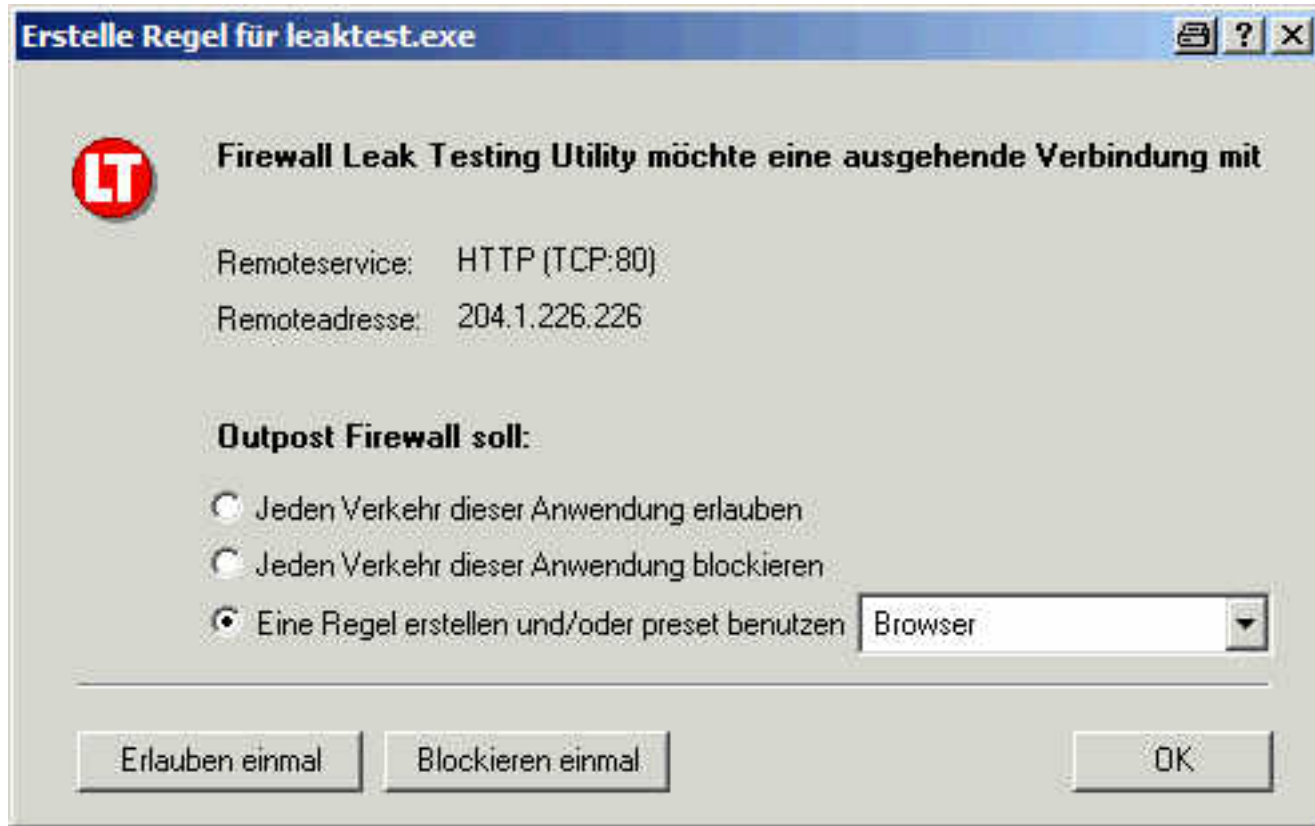 Erstelle Regel für leaktest.exe
LT
Firewall Leak Testing Utility möchte eine ausgehende Verbindung mit
Remoteservice: HTTP (TCP:80)
Remoteadresse: 204.1.226.226
Outpost Firewall soll:
Jeden Verkehr dieser Anwendung erlauben
Jeden Verkehr dieser Anwendung blockieren
Eine Regel erstellen und/oder preset benutzen Browser
Erlauben einmal Blockieren einmal OK